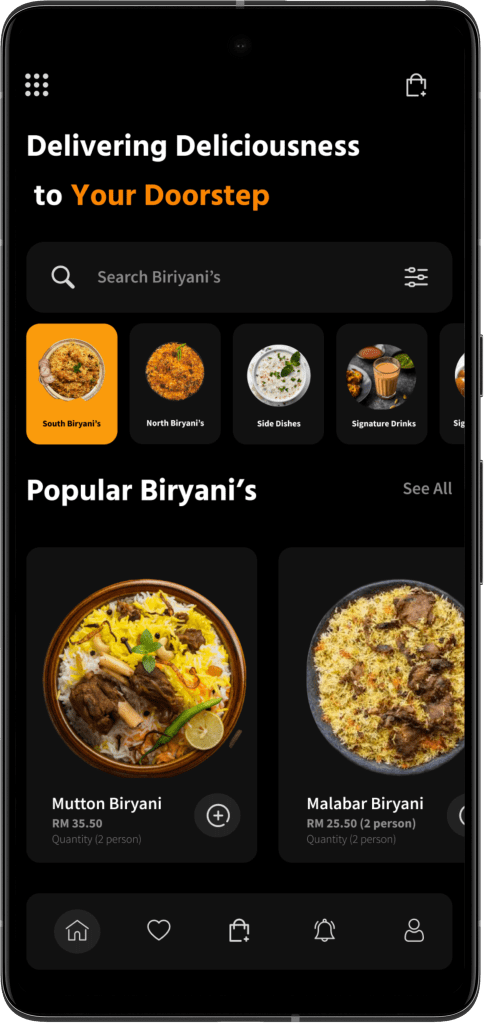 Delivering Deliciousness
to Your Doorstep
Search Biriyani’s
South Biryani’s
North Biryani’s
Side Dishes
Signature Drinks
Sig
Popular Biryani’s
See All
Mutton Biryani
RM 35.50
Quantity (2 person)
Malabar Biryani
RM 25.50 (2 person)
Quantity (2 person)